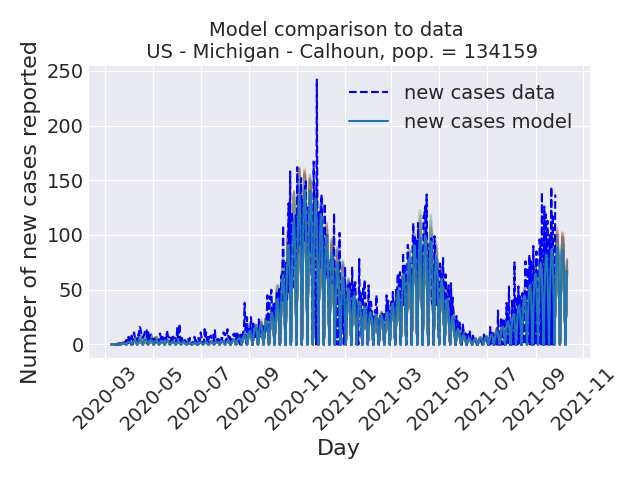 Model comparison to data
US - Michigan - Calhoun, pop. = 134159
Number of new cases reported
250
200
150
100
50
0
new cases data
new cases model
2020-03
2020-05
2020-07
2020-09
2020-11
2021-01
2021-03
2021-05
2021-07
2021-09
2021-11
Day